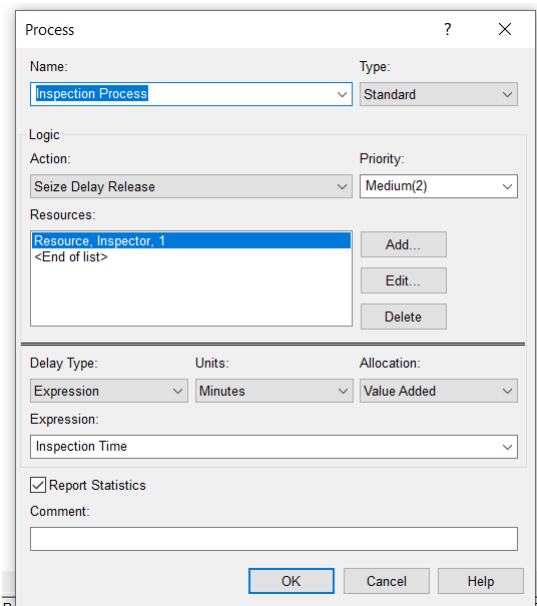 Process ?
Name: Type:
Inspection Process Standard
Logic
Action: Priority:
Seize Delay Release Medium(2)
Resources:
Resource, Inspector, 1
<End of list>
Add...
Edit...
Delete
Delay Type: Units: Allocation:
Expression Minutes Value Added
Expression:
Inspection Time
Report Statistics
Comment:
OK Cancel Help